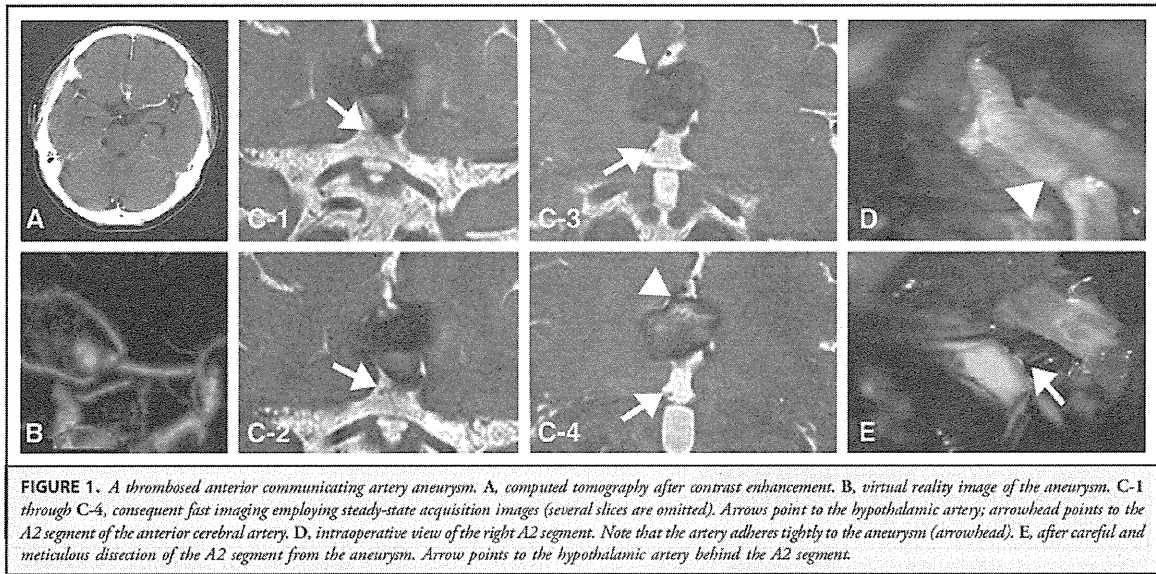 A
C-1
C-3
D
B
C-2
C-4
E
FIGURE 1. A thrombosed anterior communicating artery aneurysm. A, computed tomography after contrast enhancement. B, virtual reality image of the aneurysm. C-1
through C-4, consequent fast imaging employing steady-state acquisition images (several slices are omitted). Arrows point to the hypothalamic artery; arrowhead points to the
A2 segment of the anterior cerebral artery. D, intraoperative view of the right A2 segment. Note that the artery adheres tightly to the aneurysm (arrowhead). E, after careful and
meticulous dissection of the A2 segment from the aneurysm. Arrow points to the hypothalamic artery behind the A2 segment.